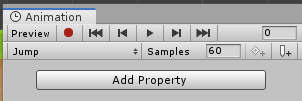 Animation
Preview 0
Jump Samples 60
Add Property